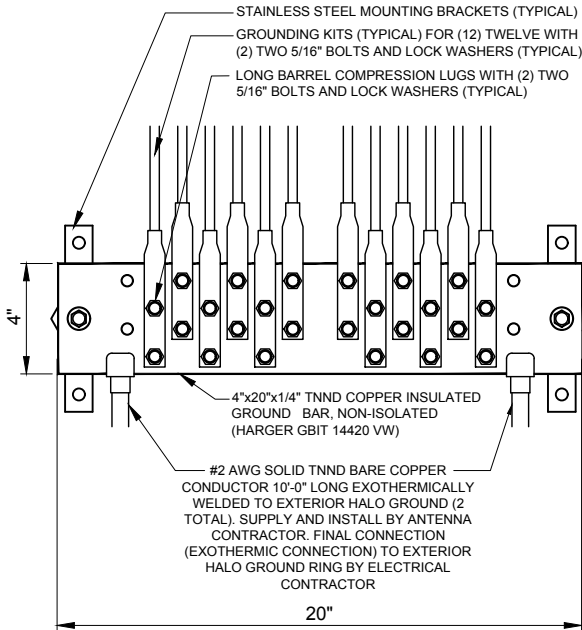 STAINLESS STEEL MOUNTING BRACKETS (TYPICAL)
GROUNDING KITS (TYPICAL) FOR (12) TWELVE WITH
(2) TWO 5/16" BOLTS AND LOCK WASHERS (TYPICAL)
LONG BARREL COMPRESSION LUGS WITH (2) TWO
5/16" BOLTS AND LOCK WASHERS (TYPICAL)
4"
4"x20"x1/4" TNND COPPER INSULATED
GROUND BAR, NON-ISOLATED
(HARGER GBIT 14420 VW)
#2 AWG SOLID TNND BARE COPPER
CONDUCTOR 10'-0" LONG EXOTHERMICALLY
WELDED TO EXTERIOR HALO GROUND (2
TOTAL). SUPPLY AND INSTALL BY ANTENNA
CONTRACTOR. FINAL CONNECTION
(EXOTHERMIC CONNECTION) TO EXTERIOR
HALO GROUND RING BY ELECTRICAL
CONTRACTOR
20"